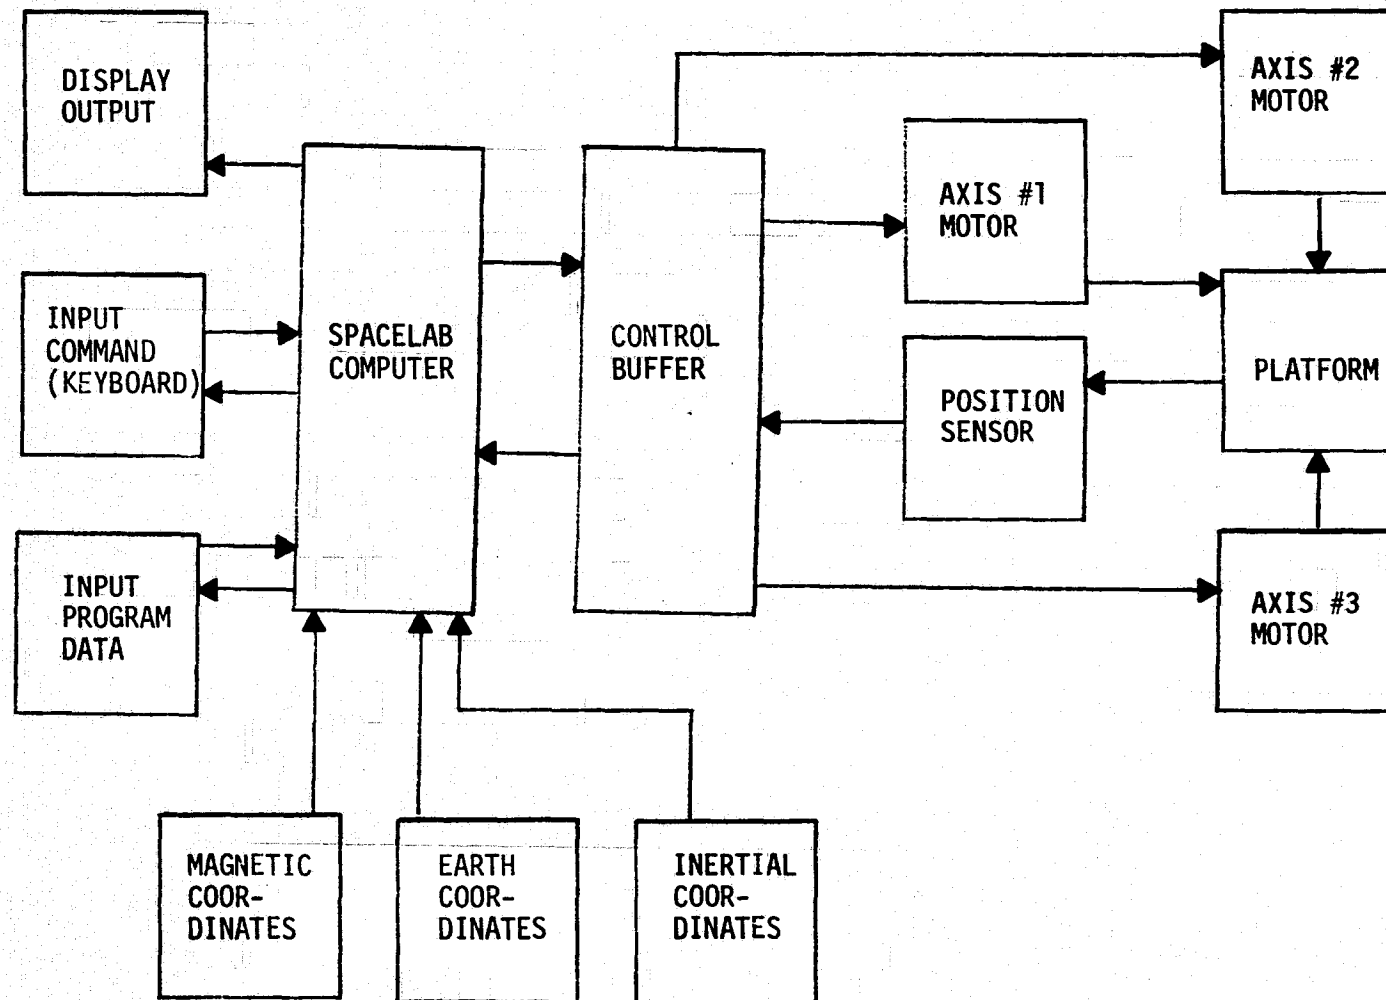 DISPLAY
OUTPUT
AXIS #2
MOTOR
AXIS #1
MOTOR
INPUT
COMMAND
(KEYBOARD)
SPACELAB
COMPUTER
CONTROL
BUFFER
PLATFORM
POSITION
SENSOR
INPUT
PROGRAM
DATA
AXIS #3
MOTOR
MAGNETIC
COOR-
DINATES
EARTH
COOR-
DINATES
INERTIAL
COOR-
DINATES